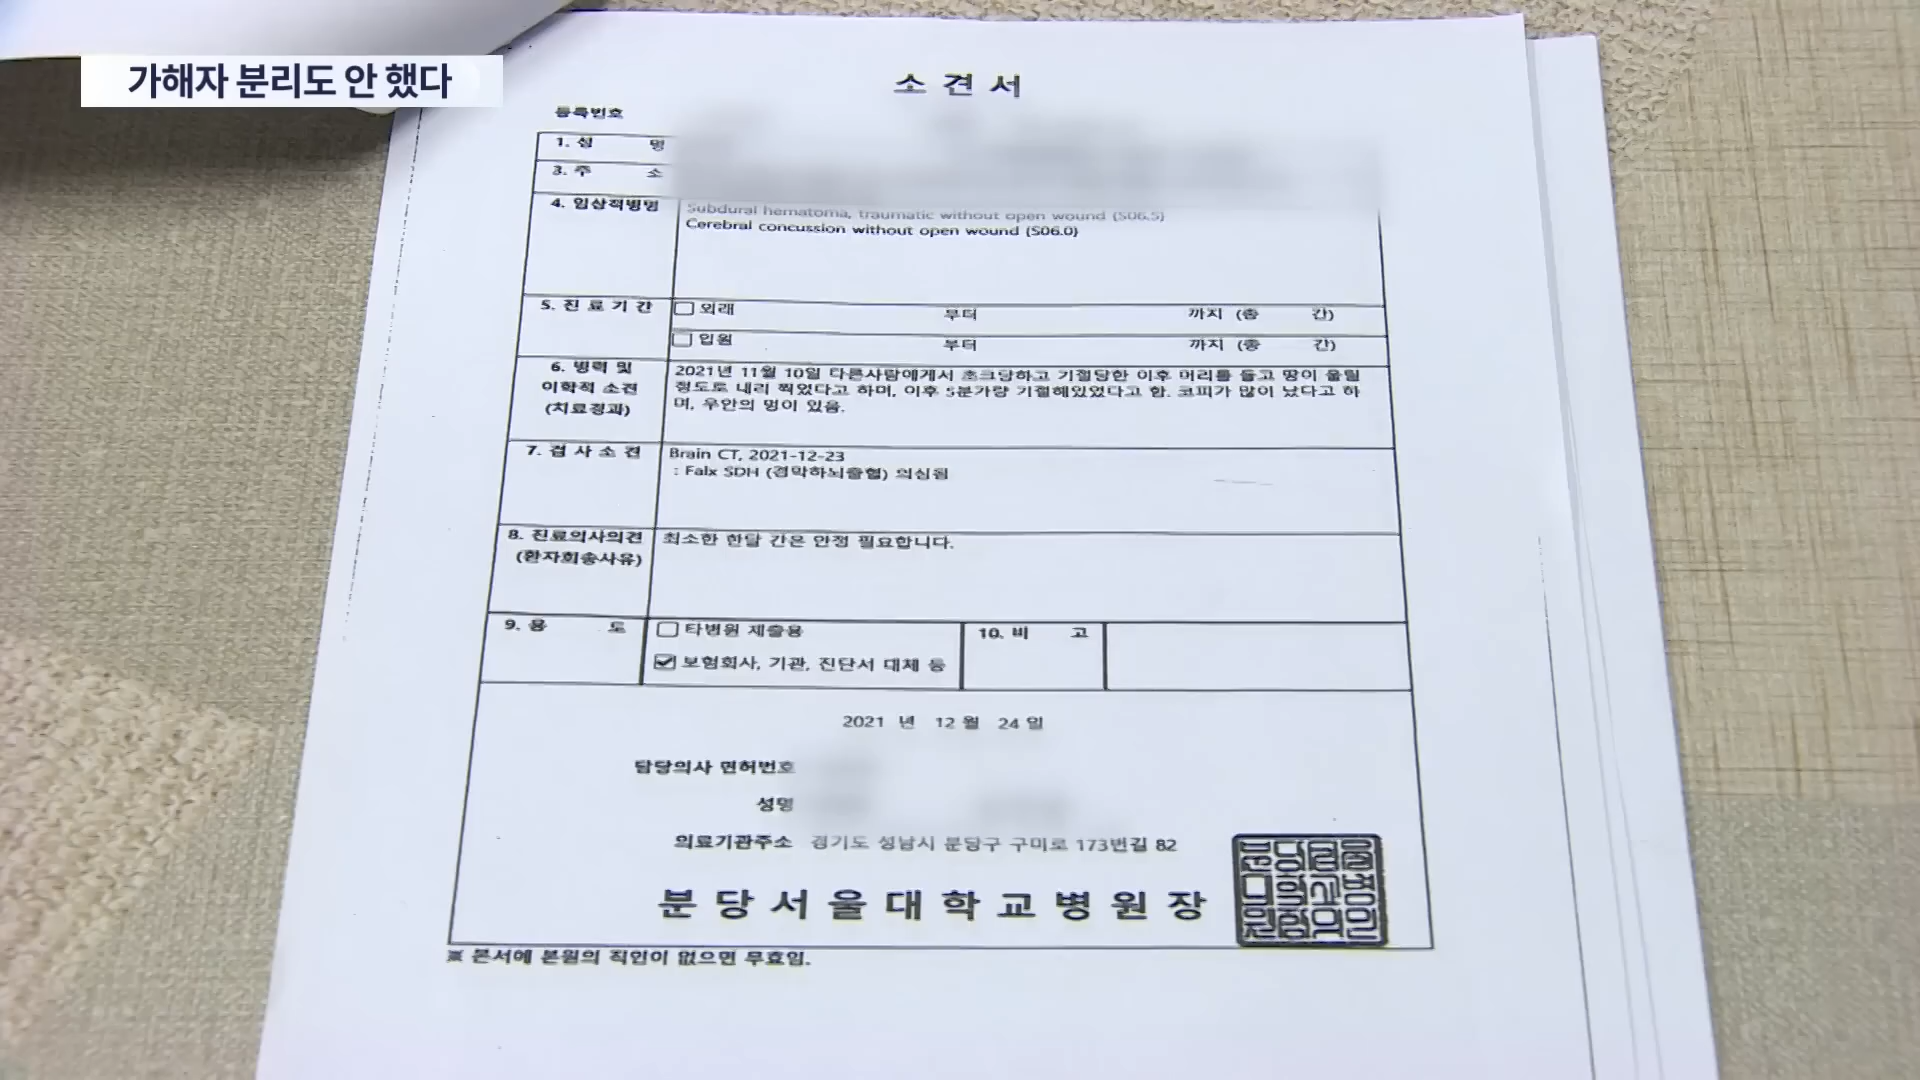 가해자 분리도 안 했다
소 견 서
등록번호
1. 성 명
3. 주 소
4. 임상적병명
Subdural hematoma, traumatic without open wound (S06.5)
Cerebral concussion without open wound (S06.0)
5. 진 료 기 간
외래 부터 까지 (총 간)
입원 부터 까지 (총 간)
6. 병력 및
이학적 소견
(치료경과)
2021년 11월 10일 타른사람에게서 초크당하고 기절당한 이후 머리를 들고 땅이 울릴
정도로 내리 찍었다고 하며, 이후 5분가량 기절해있었다고 함. 코피가 많이 났다고 하
며, 우안의 멍이 있음.
7. 검 사 소 견
Brain CT, 2021-12-23
: Falx SDH (경막하뇌출혈) 의심됨
8. 진료의사의견
(환자회송사유)
최소한 한달 간은 안정 필요합니다.
9. 용 도
타병원 제출용
보험회사, 기관, 진단서 대체 등
10. 비 고
2021 년 12 월 24 일
담당의사 면허번호
성명
의료기관주소 경기도 성남시 분당구 구미로 173번길 82
분 당 서 울 대 학 교 병 원 장
※ 본서에 본원의 직인이 없으면 무효임.